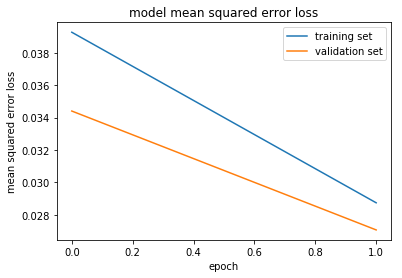 model mean squared error loss
training set
validation set
mean squared error loss
0.038
0.036
0.034
0.032
0.030
0.028
0.0 0.2 0.4 0.6 0.8 1.0
epoch